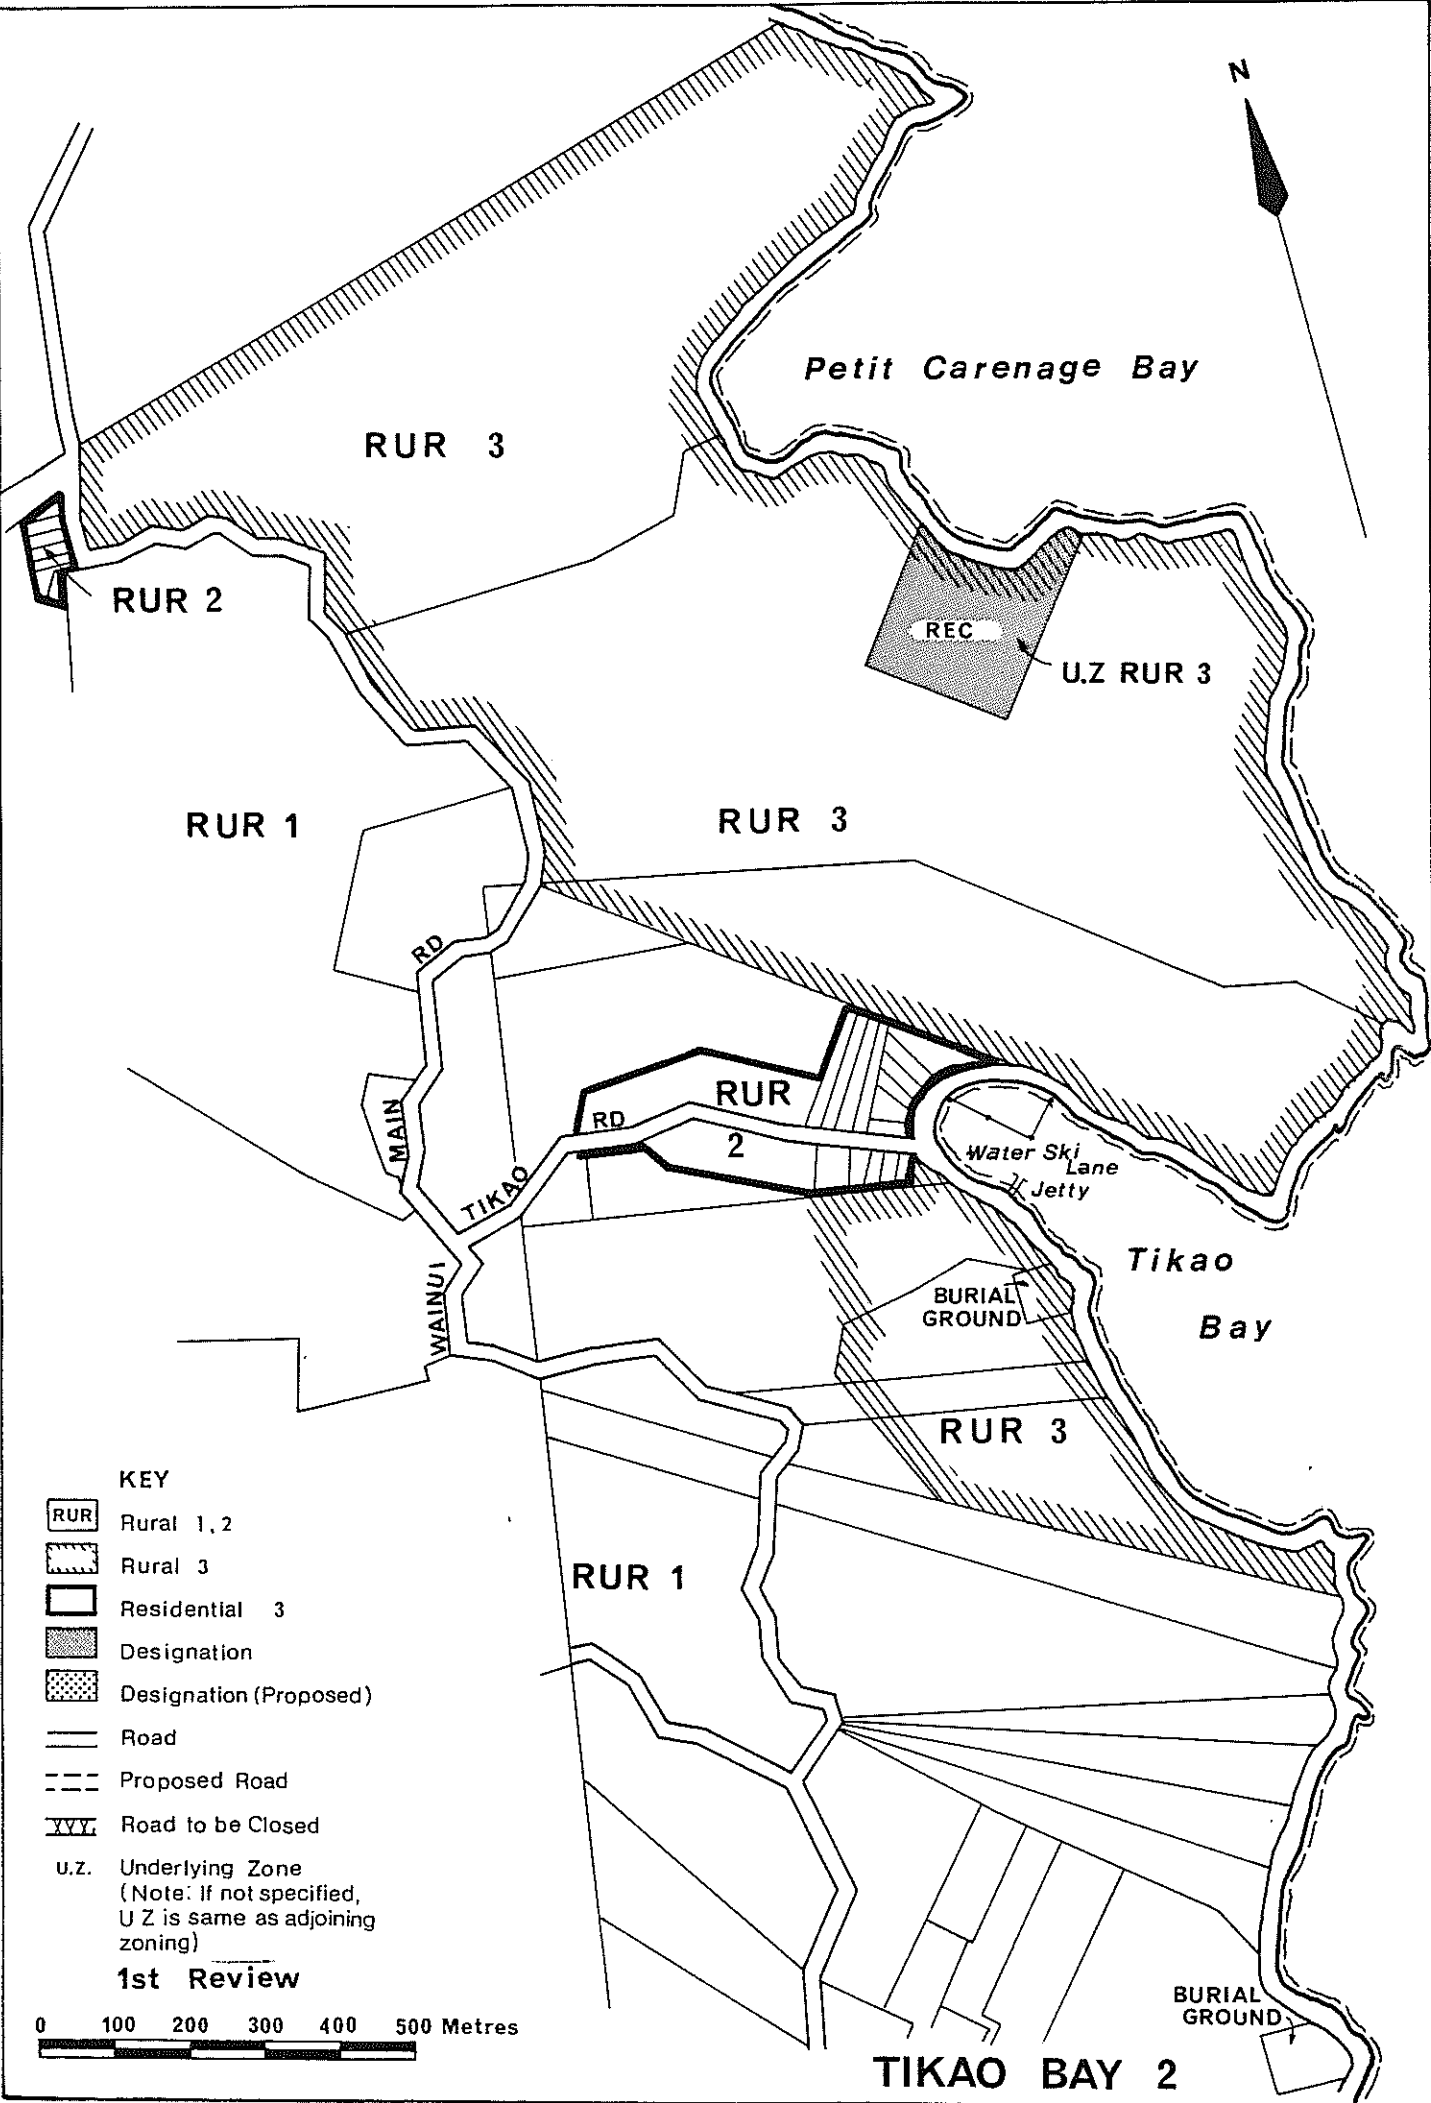 N
Petit Carenage Bay
RUR 3
RUR 2
REC
U.Z RUR 3
RUR 1
RUR 3
RD
MAIN
RUR
RD
2
TIKAO
Water Ski
Lane
Jetty
WAINUI
Tikao
Bay
BURIAL
GROUND
RUR 3
RUR 1
KEY
RUR Rural 1,2
Rural 3
Residential 3
Designation
Designation (Proposed)
Road
Proposed Road
Road to be Closed
U.Z. Underlying Zone
(Note: If not specified,
U Z is same as adjoining
zoning)
1st Review
0 100 200 300 400 500 Metres
BURIAL
GROUND
TIKAO BAY 2